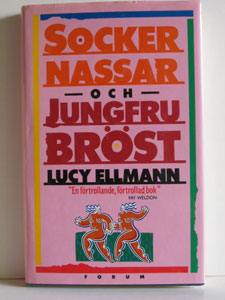 SOCKER
NASSAR
OCH
JUNGFRU
BRÖST
LUCY ELLMANN
"En förtrollande, förtrollad bok"
FAY WELDON
FORUM